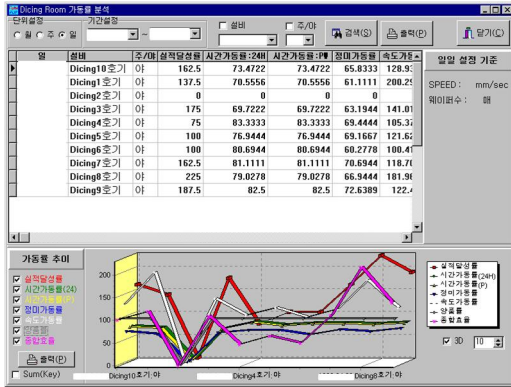 Dicing Room 가동률 분석
단위설정 기간설정
월 주 일 ~ 설비 주/야 검색(S) 출력(P) 닫기(C)
일 설비 주/야 실적달성률 시간가동률:24H 시간가동률:PW 정미가동률 속도가동
Dicing10호기 야 162.5 73.4722 73.4722 65.8333 128.93
Dicing1호기 야 137.5 70.5556 70.5556 61.1111 200.29
Dicing2호기 야 0 0 0 0
Dicing3호기 야 175 69.7222 69.7222 63.1944 141.01
Dicing4호기 야 75 83.3333 83.3333 69.4444 105.37
Dicing5호기 야 100 76.9444 76.9444 69.1667 121.62
Dicing6호기 야 100 80.6944 80.6944 60.2778 100.41
Dicing7호기 야 162.5 81.1111 81.1111 70.6944 118.70
Dicing8호기 야 225 79.0278 79.0278 66.9444 181.96
Dicing9호기 야 187.5 82.5 82.5 72.6389 122.4
일일 설정 기준
SPEED : mm/sec
웨이퍼수 : 매
가동률 추이
실적달성률
시간가동률(24)
시간가동률(P)
정미가동률
속도가동률
양품률
종합효율
출력(P)
Sum(Key)
200
150
100
50
0
Dicing10호기:야 Dicing4호기:야 Dicing8호기:야
실적달성률
시간가동률(24H)
시간가동률(P)
정미가동률
속도가동률
양품률
종합효율
3D 10